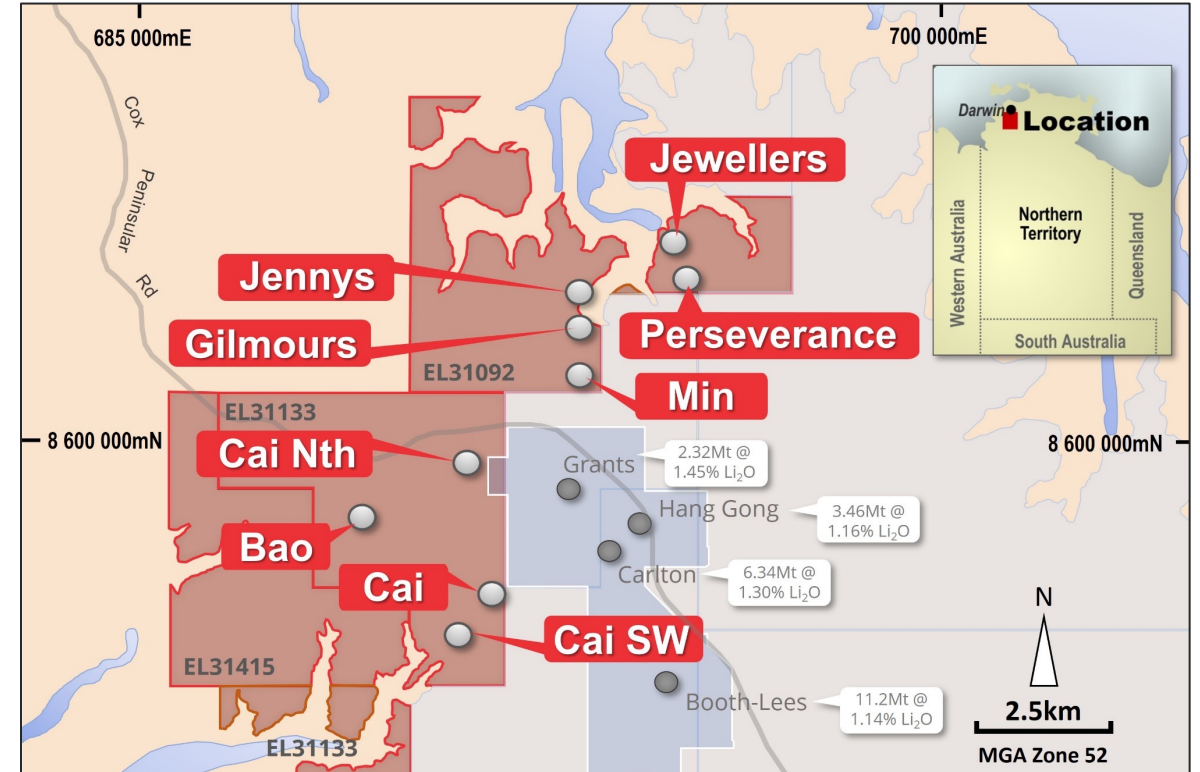 685 000mE
700 000mE
Cox Peninsular Rd
Darwin
Location
Western Australia
Northern
Territory
Queensland
South Australia
Jewellers
Jennys
Perseverance
Gilmours
EL31092
Min
EL31133
8 600 000mN
8 600 000mN
Cai Nth
Grants
2.32Mt @
1.45% Li₂O
Hang Gong
3.46Mt @
1.16% Li₂O
Bao
Carlton
6.34Mt @
1.30% Li₂O
Cai
Cai SW
EL31415
Booth-Lees
11.2Mt @
1.14% Li₂O
EL31133
N
2.5km
MGA Zone 52